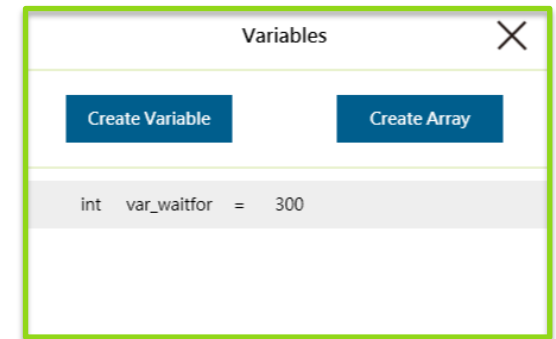 Variables
Create Variable Create Array
int var_waitfor = 300